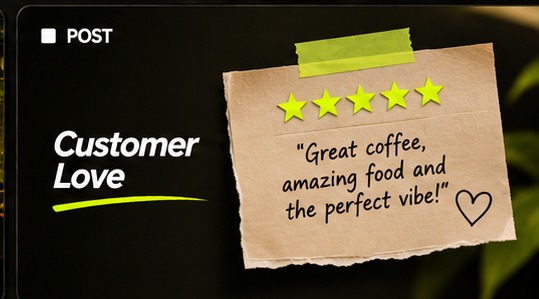 POST
Customer
Love
“Great coffee,
amazing food and
the perfect vibe!”